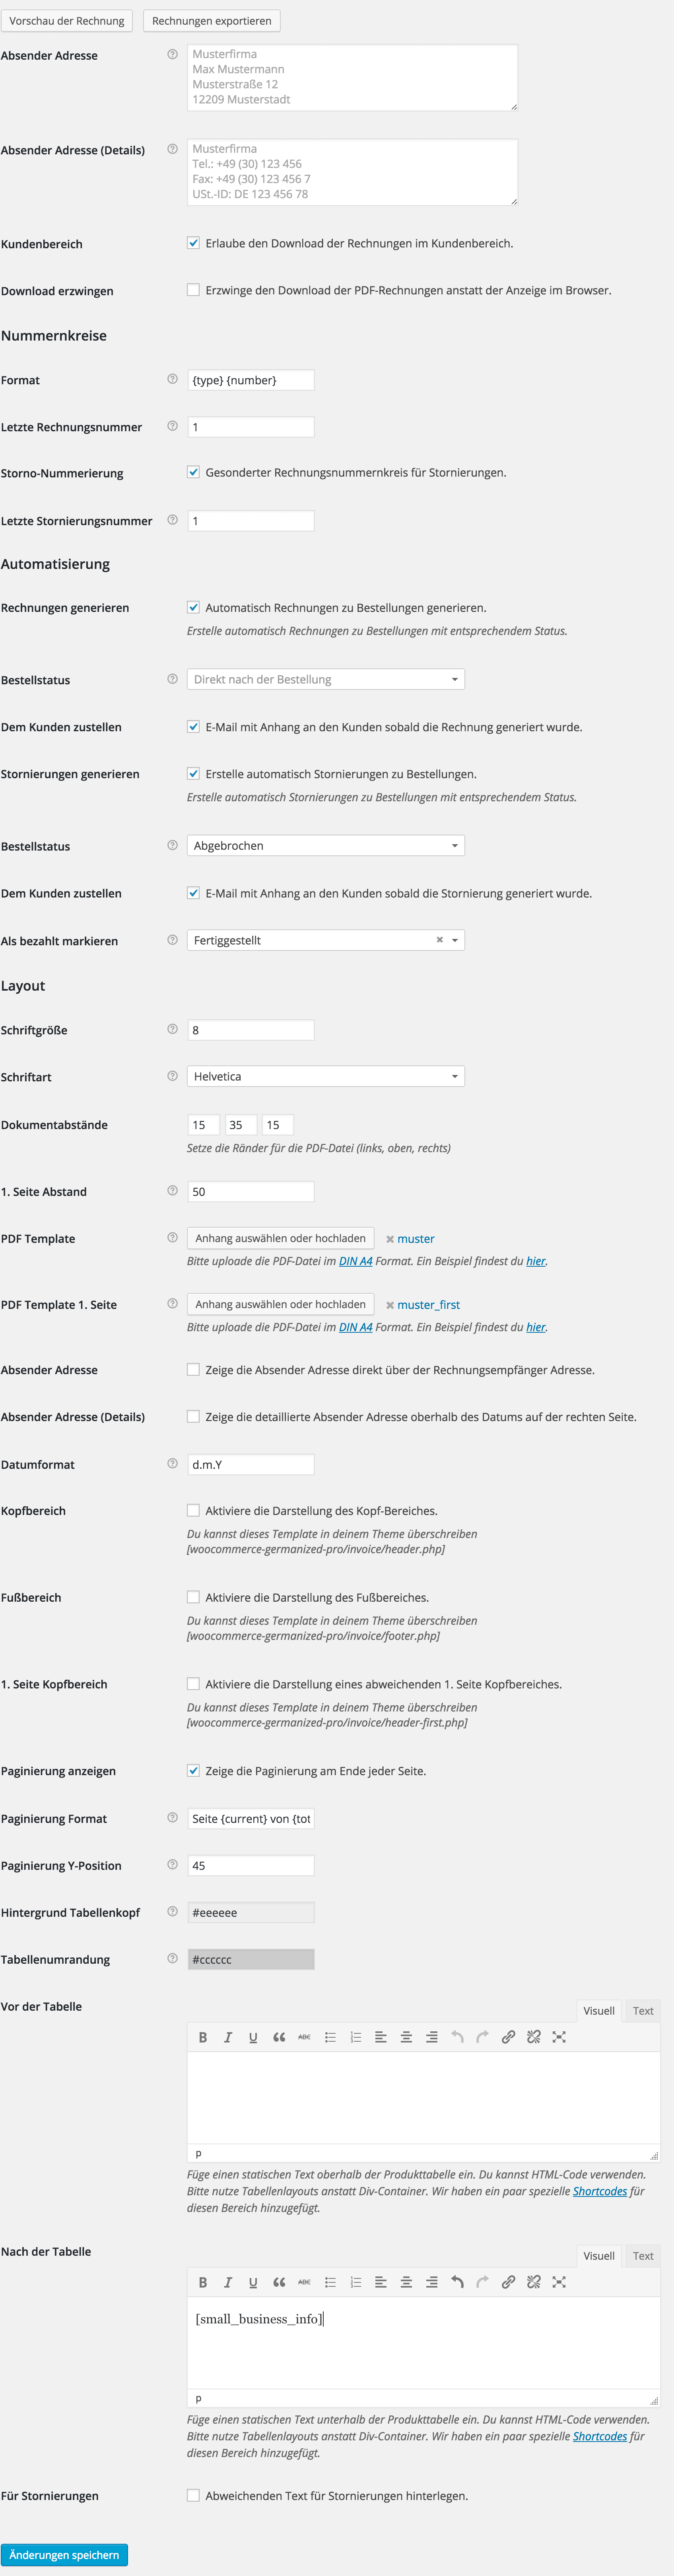 Vorschau der Rechnung Rechnungen exportieren
Absender Adresse
Musterfirma
Max Mustermann
Musterstraße 12
12209 Musterstadt
Absender Adresse (Details)
Musterfirma
Tel.: +49 (30) 123 456
Fax: +49 (30) 123 456 7
USt.-ID: DE 123 456 78
Kundenbereich Erlaube den Download der Rechnungen im Kundenbereich.
Download erzwingen Erzwinge den Download der PDF-Rechnungen anstatt der Anzeige im Browser.
Nummernkreise
Format {type} {number}
Letzte Rechnungsnummer 1
Storno-Nummerierung Gesonderter Rechnungsnummernkreis für Stornierungen.
Letzte Stornierungsnummer 1
Automatisierung
Rechnungen generieren Automatisch Rechnungen zu Bestellungen generieren.
Erstelle automatisch Rechnungen zu Bestellungen mit entsprechendem Status.
Bestellstatus Direkt nach der Bestellung
Dem Kunden zustellen E-Mail mit Anhang an den Kunden sobald die Rechnung generiert wurde.
Stornierungen generieren Erstelle automatisch Stornierungen zu Bestellungen.
Erstelle automatisch Stornierungen zu Bestellungen mit entsprechendem Status.
Bestellstatus Abgebrochen
Dem Kunden zustellen E-Mail mit Anhang an den Kunden sobald die Stornierung generiert wurde.
Als bezahlt markieren Fertiggestellt
Layout
Schriftgröße 8
Schriftart Helvetica
Dokumentabstände 15 35 15
Setze die Ränder für die PDF-Datei (links, oben, rechts)
1. Seite Abstand 50
PDF Template Anhang auswählen oder hochladen muster
Bitte uploade die PDF-Datei im DIN A4 Format. Ein Beispiel findest du hier.
PDF Template 1. Seite Anhang auswählen oder hochladen muster_first
Bitte uploade die PDF-Datei im DIN A4 Format. Ein Beispiel findest du hier.
Absender Adresse Zeige die Absender Adresse direkt über der Rechnungsempfänger Adresse.
Absender Adresse (Details) Zeige die detaillierte Absender Adresse oberhalb des Datums auf der rechten Seite.
Datumformat d.m.Y
Kopfbereich Aktiviere die Darstellung des Kopf-Bereiches.
Du kannst dieses Template in deinem Theme überschreiben
[woocommerce-germanized-pro/invoice/header.php]
Fußbereich Aktiviere die Darstellung des Fußbereiches.
Du kannst dieses Template in deinem Theme überschreiben
[woocommerce-germanized-pro/invoice/footer.php]
1. Seite Kopfbereich Aktiviere die Darstellung eines abweichenden 1. Seite Kopfbereiches.
Du kannst dieses Template in deinem Theme überschreiben
[woocommerce-germanized-pro/invoice/header-first.php]
Paginierung anzeigen Zeige die Paginierung am Ende jeder Seite.
Paginierung Format Seite {current} von {tot
Paginierung Y-Position 45
Hintergrund Tabellenkopf #eeeeee
Tabellenumrandung #cccccc
Vor der Tabelle Visuell Text
B I U ABC
p
Füge einen statischen Text oberhalb der Produkttabelle ein. Du kannst HTML-Code verwenden.
Bitte nutze Tabellenlayouts anstatt Div-Container. Wir haben ein paar spezielle Shortcodes für
diesen Bereich hinzugefügt.
Nach der Tabelle Visuell Text
B I U ABC
[small_business_info]
p
Füge einen statischen Text unterhalb der Produkttabelle ein. Du kannst HTML-Code verwenden.
Bitte nutze Tabellenlayouts anstatt Div-Container. Wir haben ein paar spezielle Shortcodes für
diesen Bereich hinzugefügt.
Für Stornierungen Abweichenden Text für Stornierungen hinterlegen.
Änderungen speichern